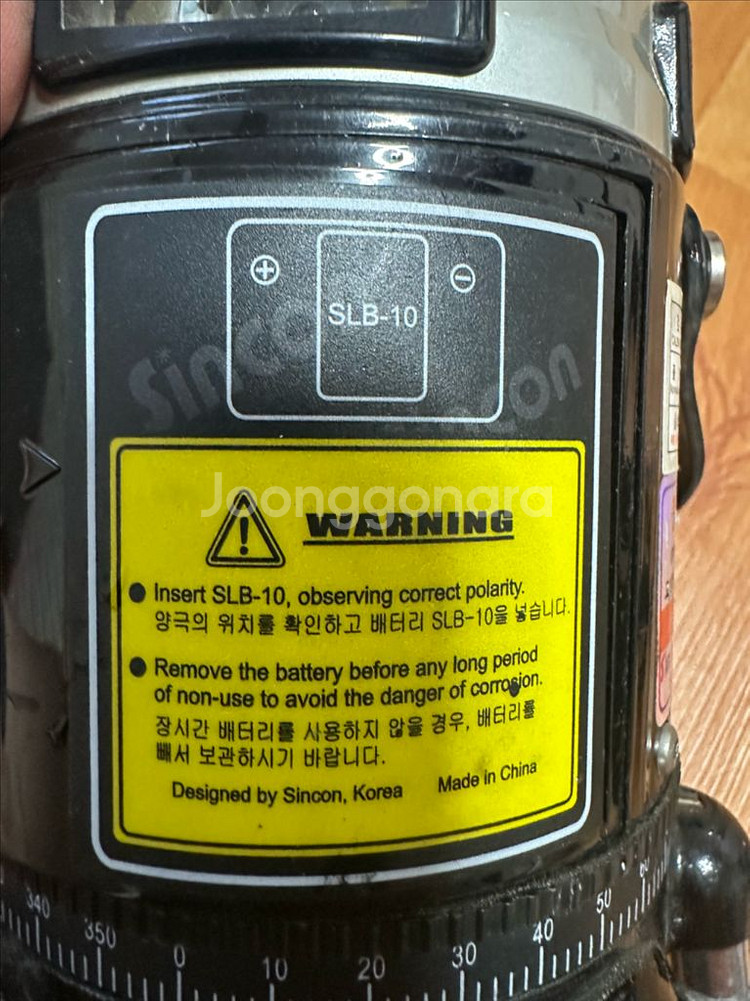 ⊕ ⊖
SLB-10
Sincon
Joonggonara
WARNING
● Insert SLB-10, observing correct polarity.
양극의 위치를 확인하고 배터리 SLB-10을 넣습니다.
● Remove the battery before any long period
of non-use to avoid the danger of corrosion.
장시간 배터리를 사용하지 않을 경우, 배터리를
빼서 보관하시기 바랍니다.
Designed by Sincon, Korea Made in China
340 350 0 10 20 30 40 50 60